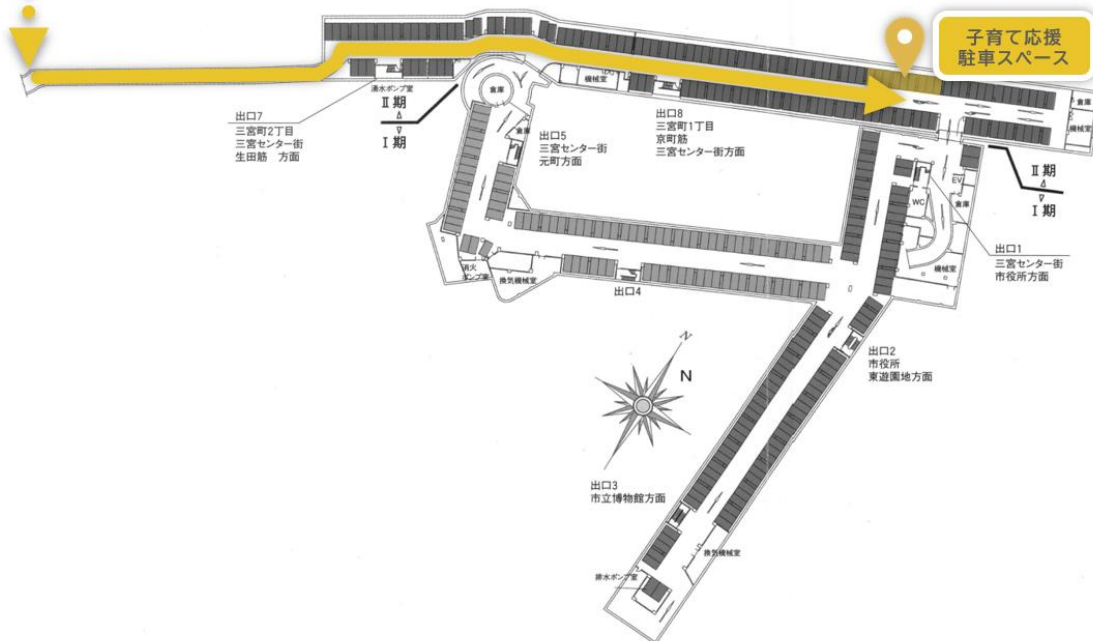 子育て応援
駐車スペース
倉庫
機械室
機械室
湧水ポンプ室
倉庫
出口7
三宮町2丁目
三宮センター街
生田筋 方面
Ⅱ期
Ⅰ期
倉庫
出口5
三宮センター街
元町方面
出口8
三宮町1丁目
京町筋
三宮センター街方面
EV
WC
倉庫
Ⅱ期
Ⅰ期
出口1
三宮センター街
市役所方面
機械室
消火
ポンプ室
換気機械室
出口4
出口2
市役所
東遊園地方面
N
N
出口3
市立博物館方面
換気機械室
排水ポンプ室